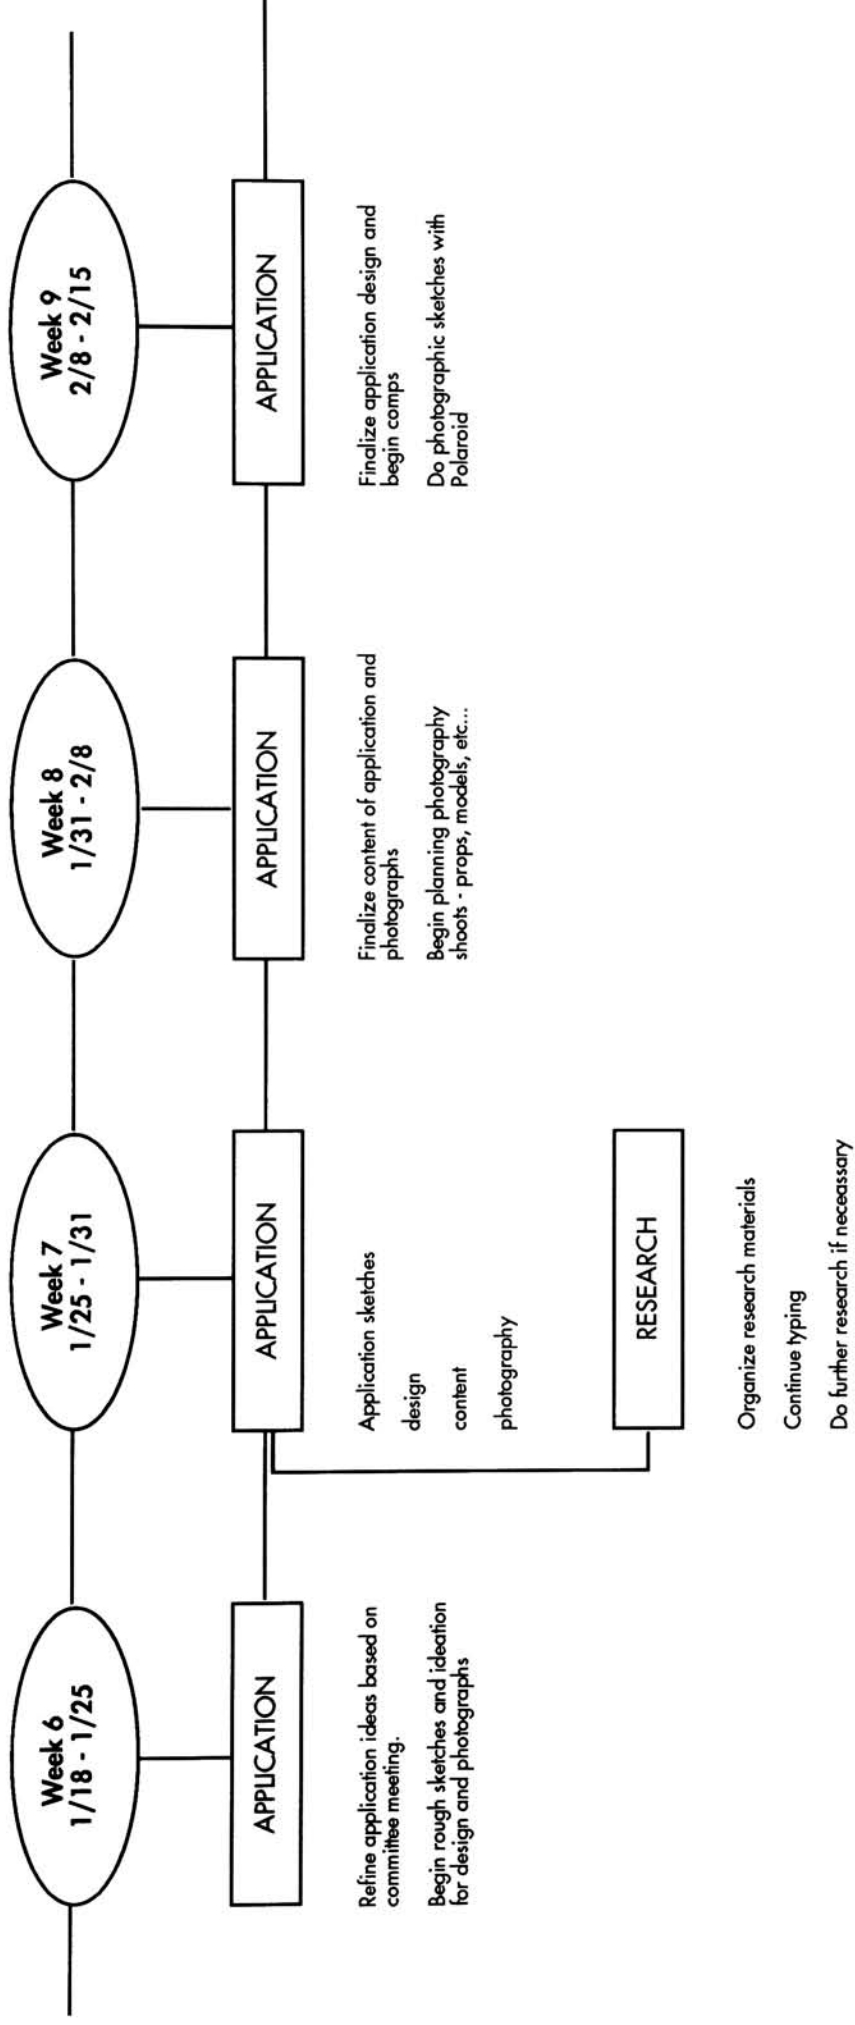 Week 6
1/18 - 1/25
APPLICATION
Refine application ideas based on
committee meeting.
Begin rough sketches and ideation
for design and photographs
Week 7
1/25 - 1/31
APPLICATION
Application sketches
design
content
photography
RESEARCH
Organize research materials
Continue typing
Do further research if neceassary
Week 8
1/31 - 2/8
APPLICATION
Finalize content of application and
photographs
Begin planning photography
shoots - props, models, etc...
Week 9
2/8 - 2/15
APPLICATION
Finalize application design and
begin comps
Do photographic sketches with
Polaroid